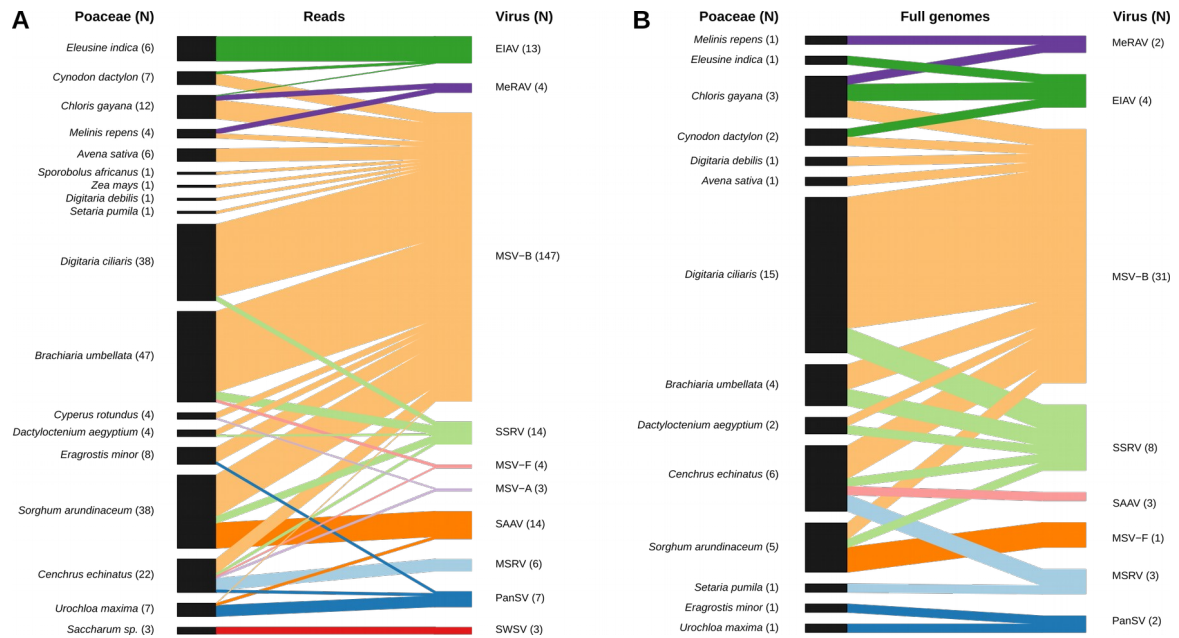 A
Poaceae (N)
Reads
Virus (N)
Eleusine indica (6)
Cynodon dactylon (7)
Chloris gayana (12)
Melinis repens (4)
Avena sativa (6)
Sporobolus africanus (1)
Zea mays (1)
Digitaria debilis (1)
Setaria pumila (1)
Digitaria ciliaris (38)
Brachiaria umbellata (47)
Cyperus rotundus (4)
Dactyloctenium aegyptium (4)
Eragrostis minor (8)
Sorghum arundinaceum (38)
Cenchrus echinatus (22)
Urochloa maxima (7)
Saccharum sp. (3)
EIAV (13)
MeRAV (4)
MSV−B (147)
SSRV (14)
MSV−F (4)
MSV−A (3)
SAAV (14)
MSRV (6)
PanSV (7)
SWSV (3)
B
Poaceae (N)
Full genomes
Virus (N)
Melinis repens (1)
Eleusine indica (1)
Chloris gayana (3)
Cynodon dactylon (2)
Digitaria debilis (1)
Avena sativa (1)
Digitaria ciliaris (15)
Brachiaria umbellata (4)
Dactyloctenium aegyptium (2)
Cenchrus echinatus (6)
Sorghum arundinaceum (5)
Setaria pumila (1)
Eragrostis minor (1)
Urochloa maxima (1)
MeRAV (2)
EIAV (4)
MSV−B (31)
SSRV (8)
SAAV (3)
MSV−F (1)
MSRV (3)
PanSV (2)